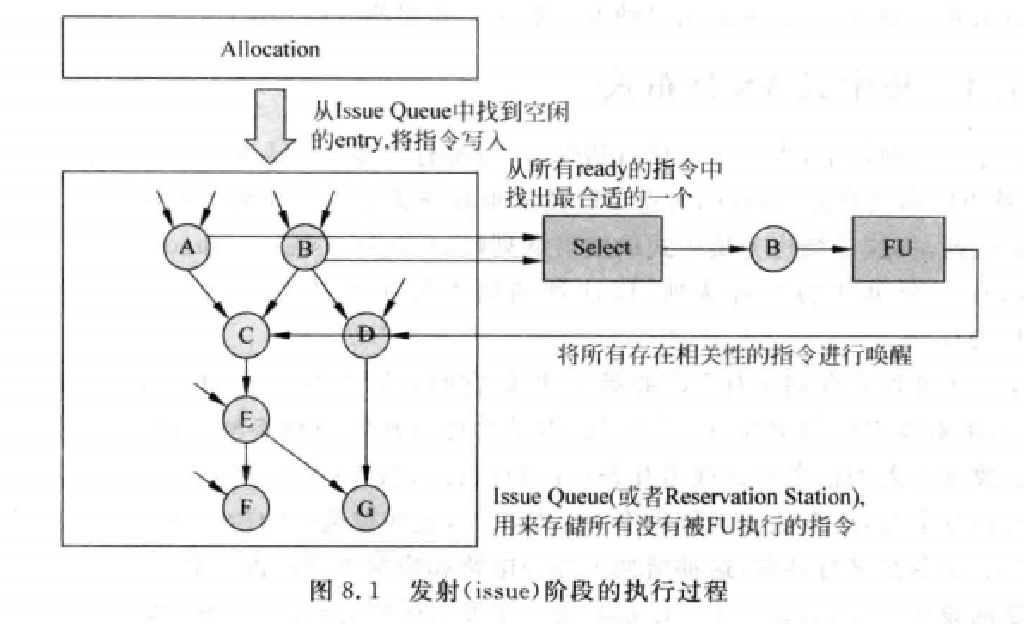 Allocation
从Issue Queue中找到空闲
的entry,将指令写入
从所有ready的指令中
找出最合适的一个
A
B
Select
B
FU
C
D
将所有存在相关性的指令进行唤醒
E
F
G
Issue Queue(或者Reservation Station),
用来存储所有没有被FU执行的指令
图 8.1 发射(issue)阶段的执行过程